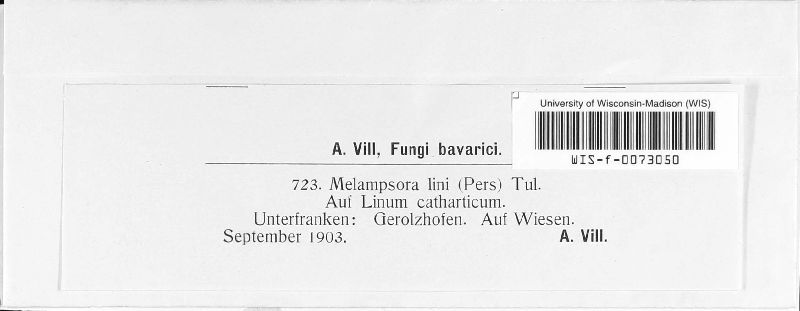 University of Wisconsin-Madison (WIS)
WIS-f-0073050
A. Vill, Fungi bavarici.
723. Melampsora lini (Pers) Tul.
Auf Linum catharticum.
Unterfranken: Gerolzhofen. Auf Wiesen.
September 1903. A. Vill.